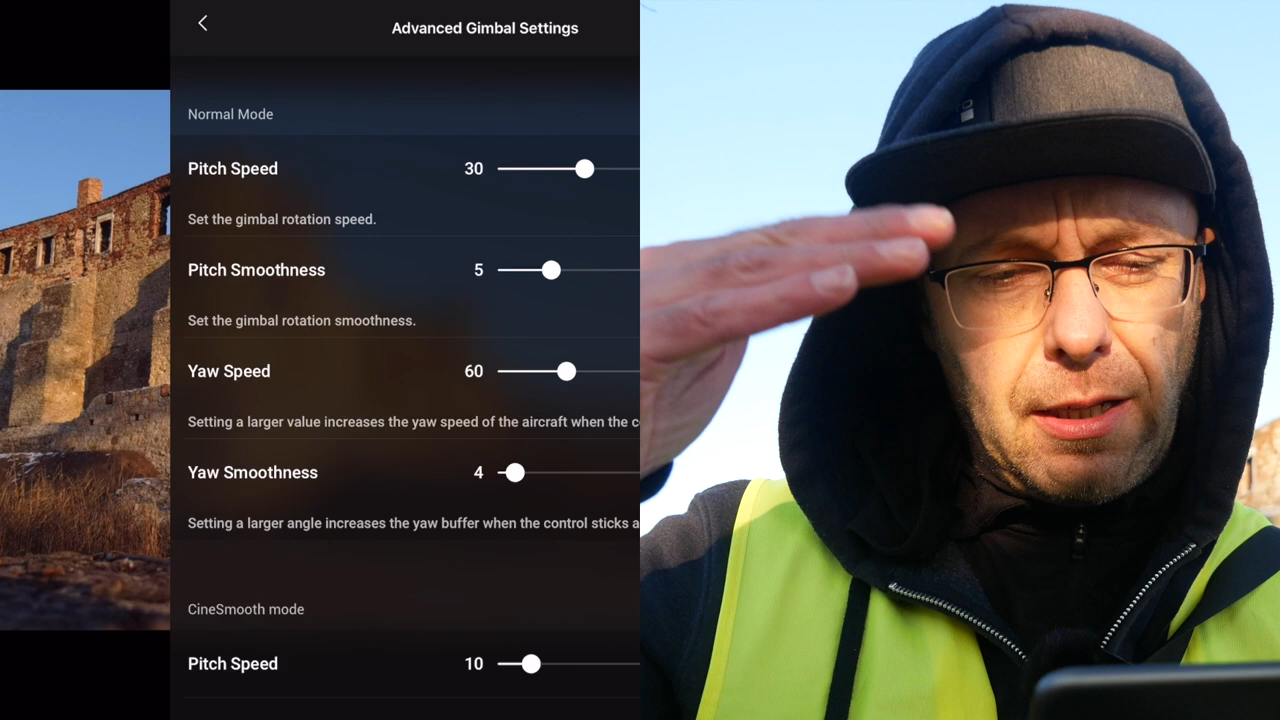 Advanced Gimbal Settings
Normal Mode
Pitch Speed 30
Set the gimbal rotation speed.
Pitch Smoothness 5
Set the gimbal rotation smoothness.
Yaw Speed 60
Setting a larger value increases the yaw speed of the aircraft when the
Yaw Smoothness 4
Setting a larger angle increases the yaw buffer when the control sticks
CineSmooth mode
Pitch Speed 10